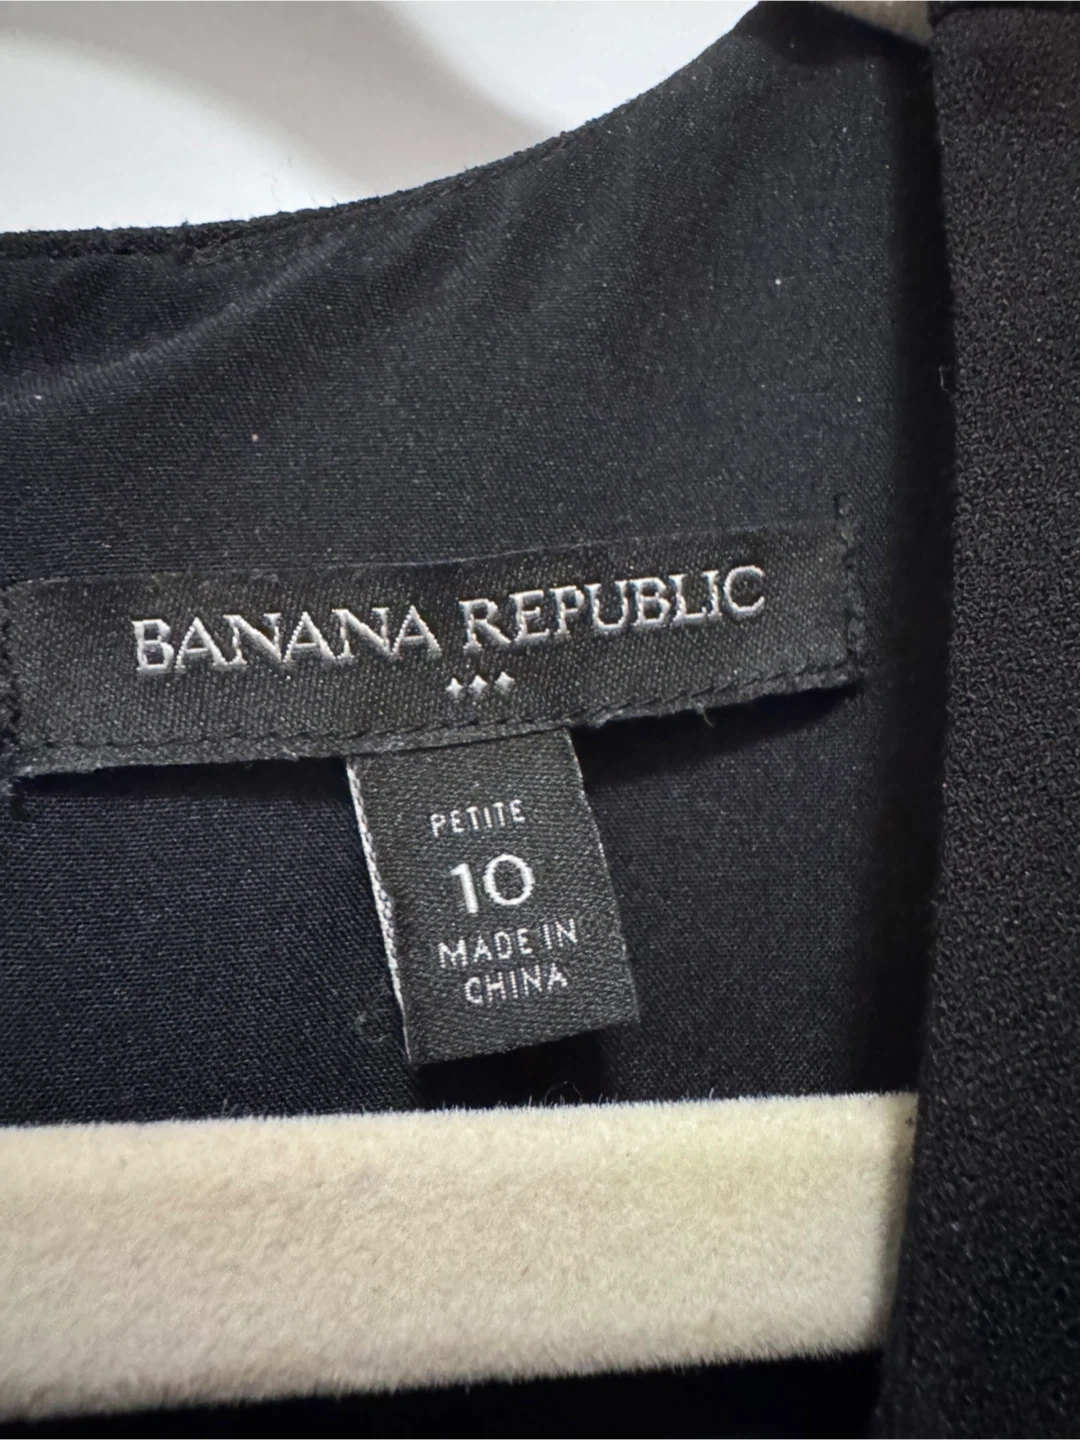 BANANA REPUBLIC
PETITE
10
MADE IN
CHINA